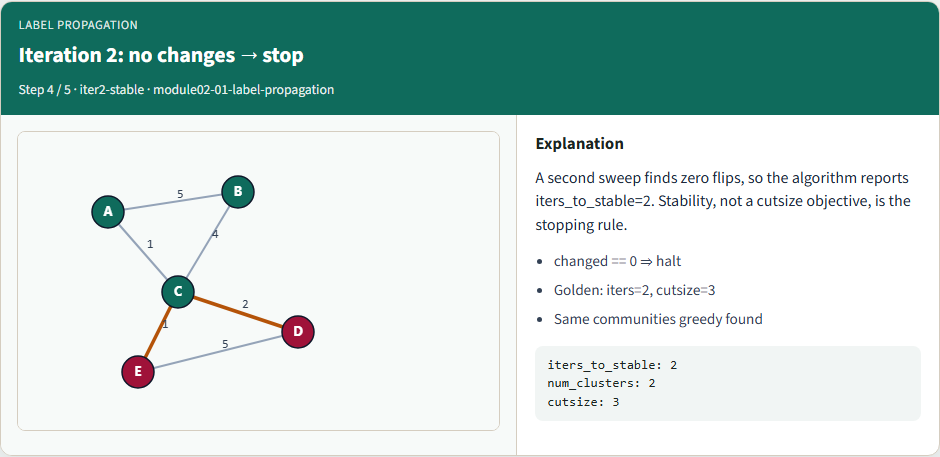 LABEL PROPAGATION
Iteration 2: no changes → stop
Step 4 / 5 · iter2-stable · module02-01-label-propagation
A
B
C
D
E
5
1
4
2
1
5
Explanation
A second sweep finds zero flips, so the algorithm reports
iters_to_stable=2. Stability, not a cutsize objective, is the
stopping rule.
• changed == 0 ⇒ halt
• Golden: iters=2, cutsize=3
• Same communities greedy found
iters_to_stable: 2
num_clusters: 2
cutsize: 3